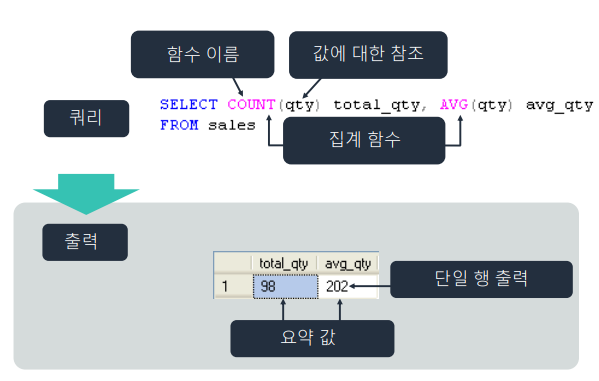 함수 이름
값에 대한 참조
쿼리
SELECT COUNT(qty) total_qty, AVG(qty) avg_qty
FROM sales
집계 함수
출력
total_qty avg_qty
1 98 202
단일 행 출력
요약 값